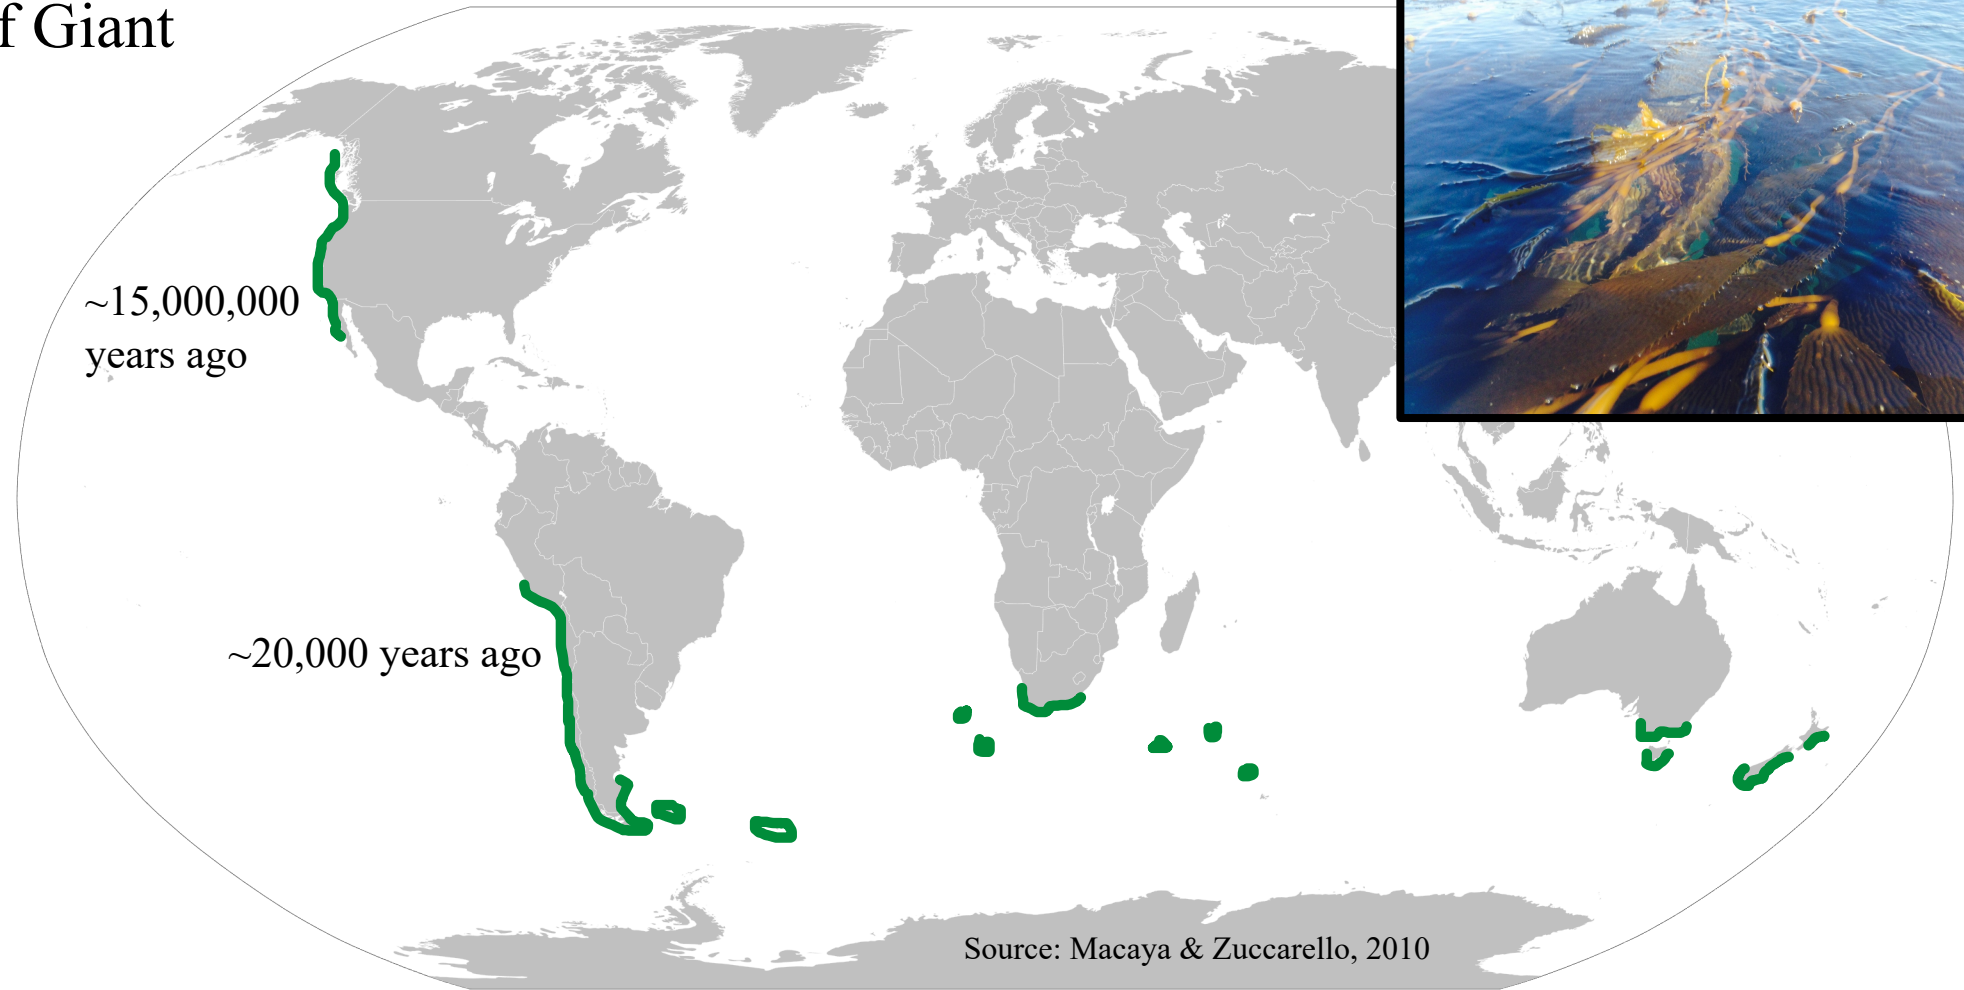 f Giant
~15,000,000
years ago
~20,000 years ago
Source: Macaya & Zuccarello, 2010